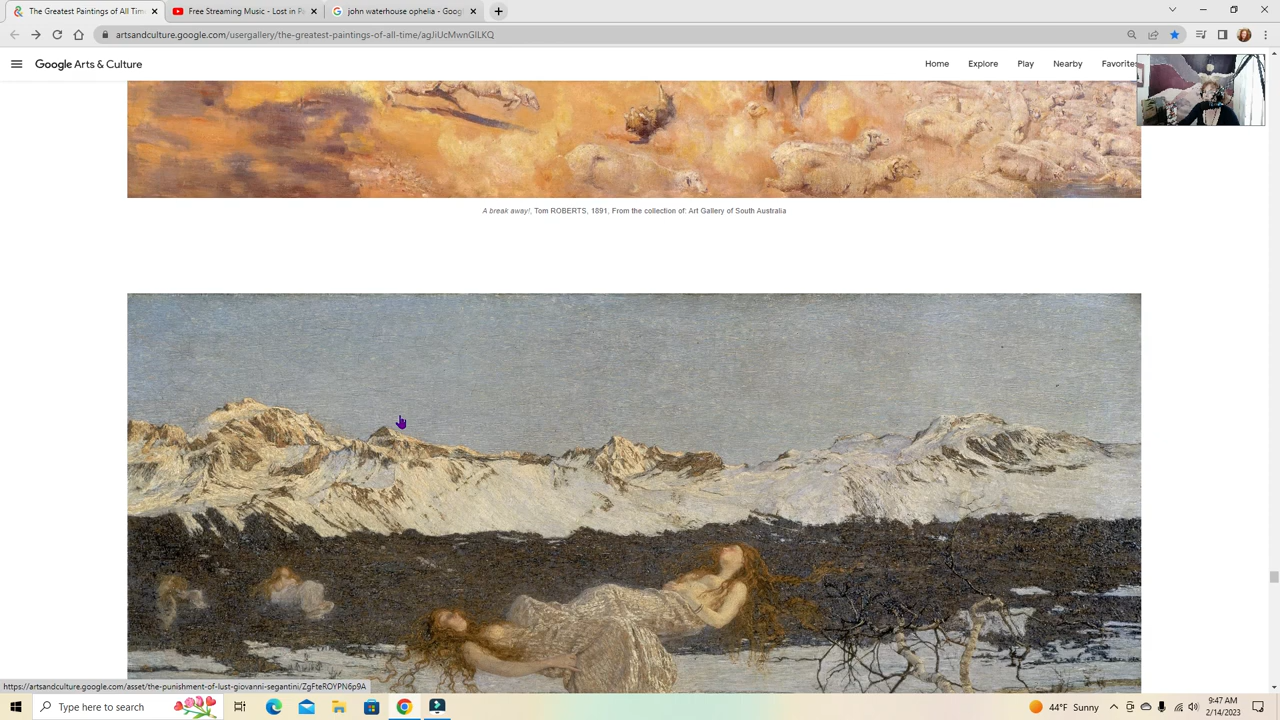 The Greatest Paintings of All Tim
Free Streaming Music - Lost in P
john waterhouse ophelia - Goog
artsandculture.google.com/usergallery/the-greatest-paintings-of-all-time/agJiUcMwnGILKQ
Google Arts & Culture
Home Explore Play Nearby Favorites
A break away!, Tom ROBERTS, 1891, From the collection of: Art Gallery of South Australia
https://artsandculture.google.com/asset/the-punishment-of-lust-giovanni-segantini/ZgFteROYPN6p9A
Type here to search
44°F Sunny
9:47 AM
2/14/2023